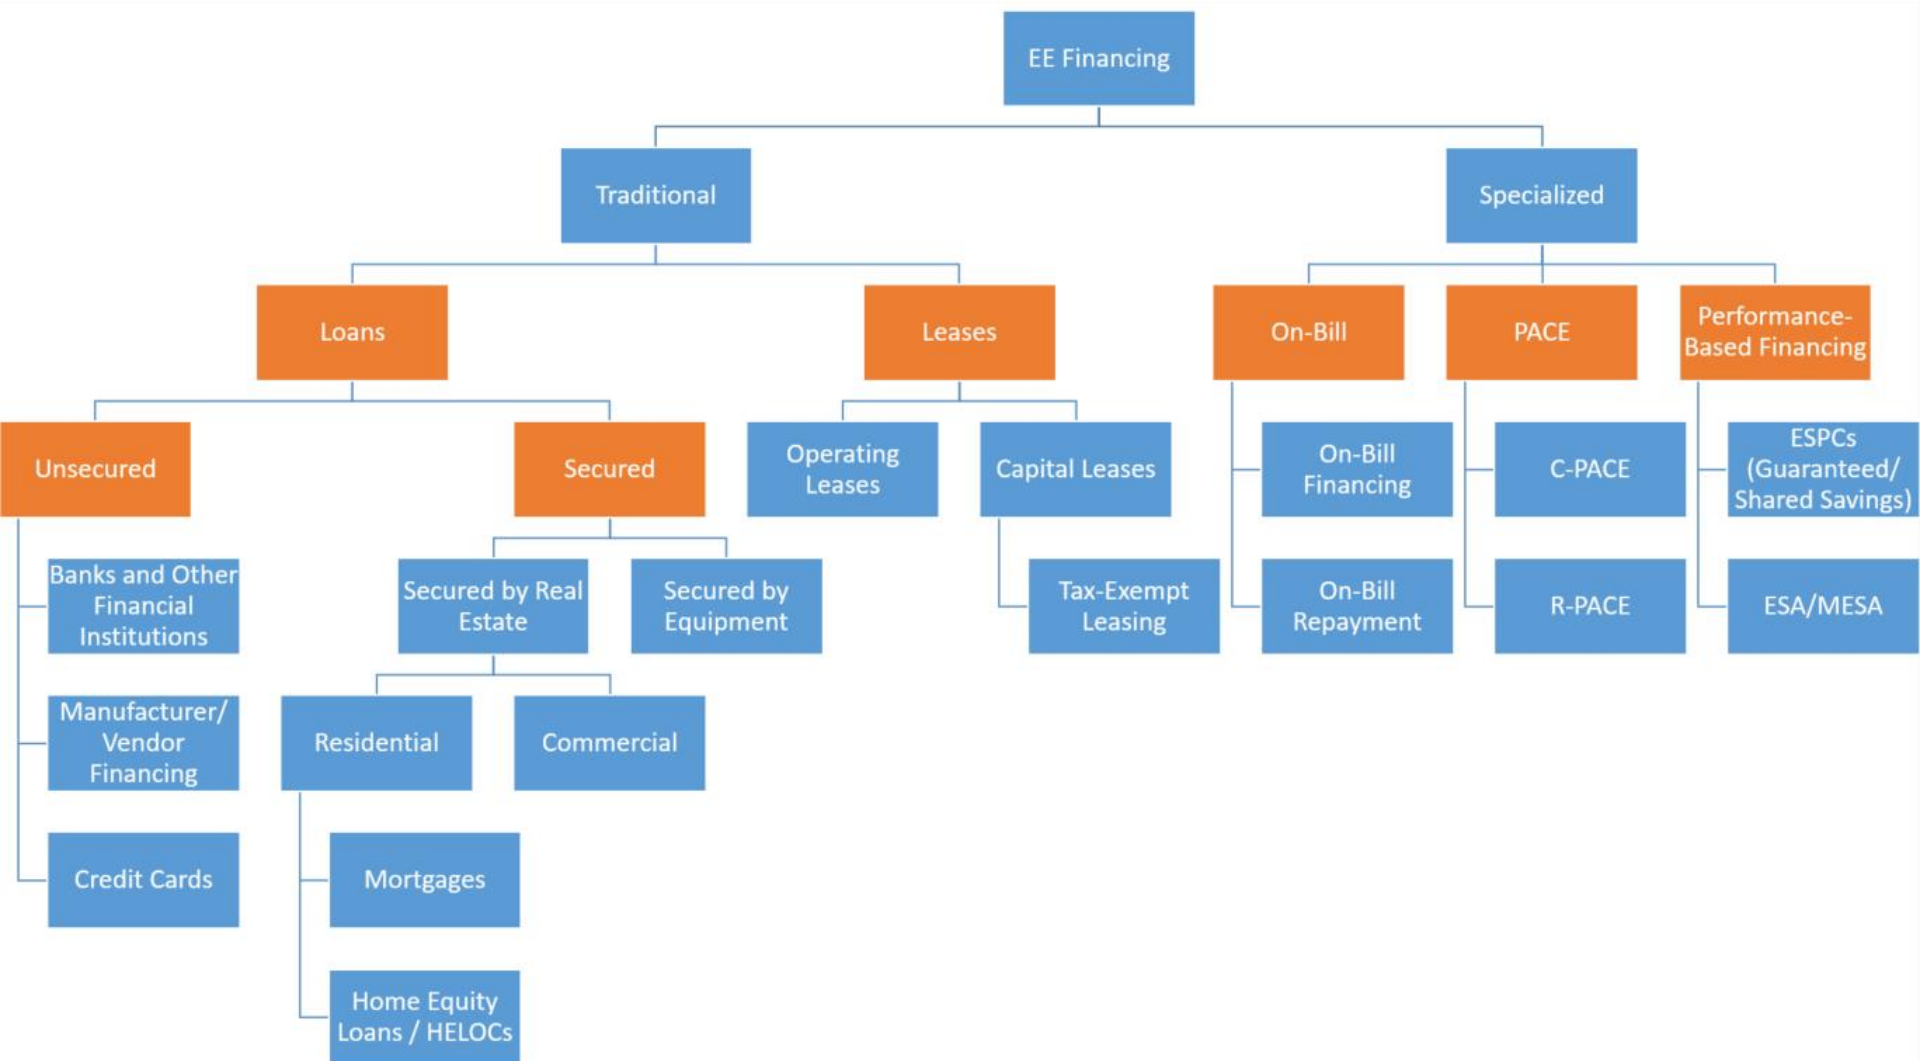 EE Financing
Traditional
Specialized
Loans
Leases
On-Bill
PACE
Performance-
Based Financing
Unsecured
Secured
Operating
Leases
Capital Leases
On-Bill
Financing
C-PACE
ESPCs
(Guaranteed/
Shared Savings)
Banks and Other
Financial
Institutions
Secured by Real
Estate
Secured by
Equipment
Tax-Exempt
Leasing
On-Bill
Repayment
R-PACE
ESA/MESA
Manufacturer/
Vendor
Financing
Residential
Commercial
Credit Cards
Mortgages
Home Equity
Loans / HELOCs